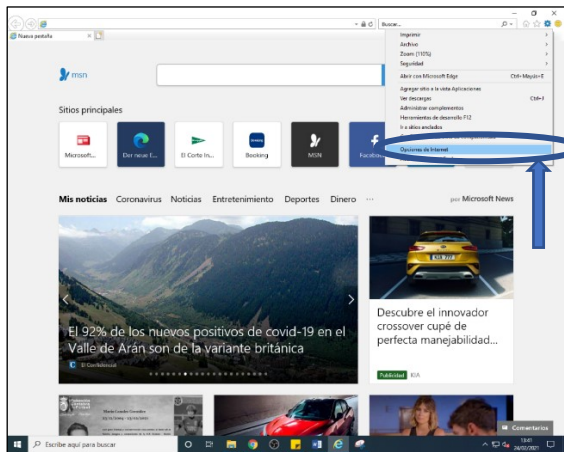 Buscar...
Nueva pestaña
Imprimir
Archivo
Zoom (110%)
Seguridad
Abrir con Microsoft Edge Ctrl+Mayús+E
Agregar sitio a la vista Aplicaciones
Ver descargas Ctrl+J
Administrar complementos
Herramientas de desarrollo F12
Ir a sitios anclados
Opciones de Internet
msn
Sitios principales
Microsoft...
Der neue E...
El Corte In...
Booking
MSN
Facebo
Mis noticias Coronavirus Noticias Entretenimiento Deportes Dinero ...
por Microsoft News
El 92% de los nuevos positivos de covid-19 en el
Valle de Arán son de la variante británica
El Confidencial
Descubre el innovador
crossover cupé de
perfecta manejabilidad...
Publicidad KIA
Comentarios
Escribe aquí para buscar
13:41
24/02/2021